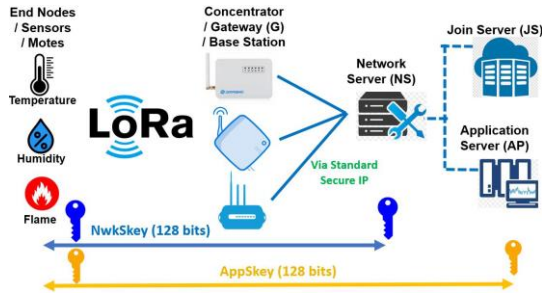 End Nodes
/ Sensors
/ Motes
Temperature
Humidity
Flame
LoRa
Concentrator
/ Gateway (G)
/ Base Station
Via Standard
Secure IP
Network
Server (NS)
Join Server (JS)
Application
Server (AP)
NwkSkey (128 bits)
AppSkey (128 bits)